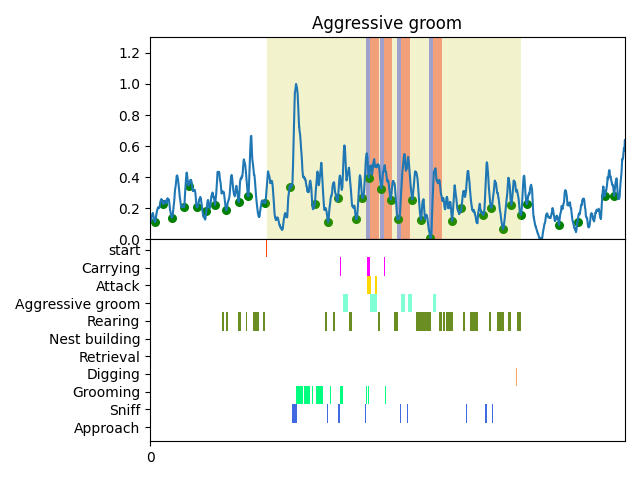 Aggressive groom
1.2
1.0
0.8
0.6
0.4
0.2
0.0
start
Carrying
Attack
Aggressive groom
Rearing
Nest building
Retrieval
Digging
Grooming
Sniff
Approach
0